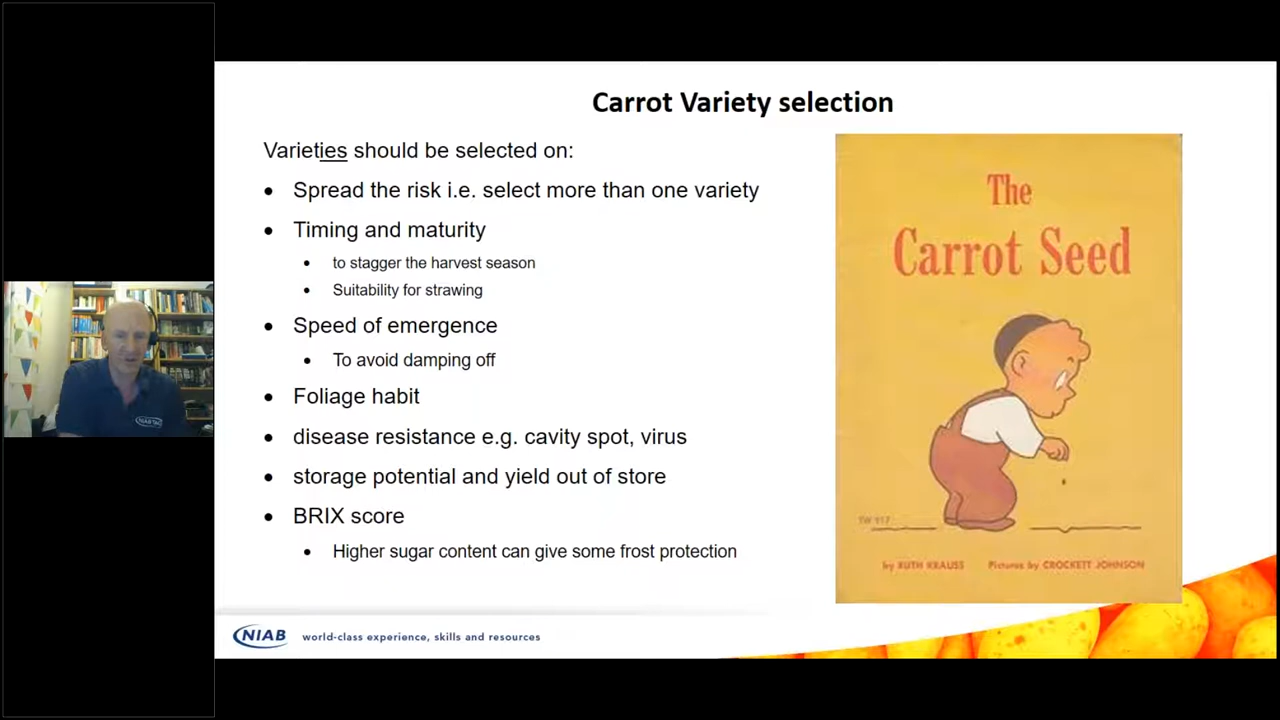 Carrot Variety selection
Varieties should be selected on:
• Spread the risk i.e. select more than one variety
• Timing and maturity
• to stagger the harvest season
• Suitability for strawing
• Speed of emergence
• To avoid damping off
• Foliage habit
• disease resistance e.g. cavity spot, virus
• storage potential and yield out of store
• BRIX score
• Higher sugar content can give some frost protection
The
Carrot Seed
by RUTH KRAUSS Pictures by CROCKETT JOHNSON
NIAB world-class experience, skills and resources